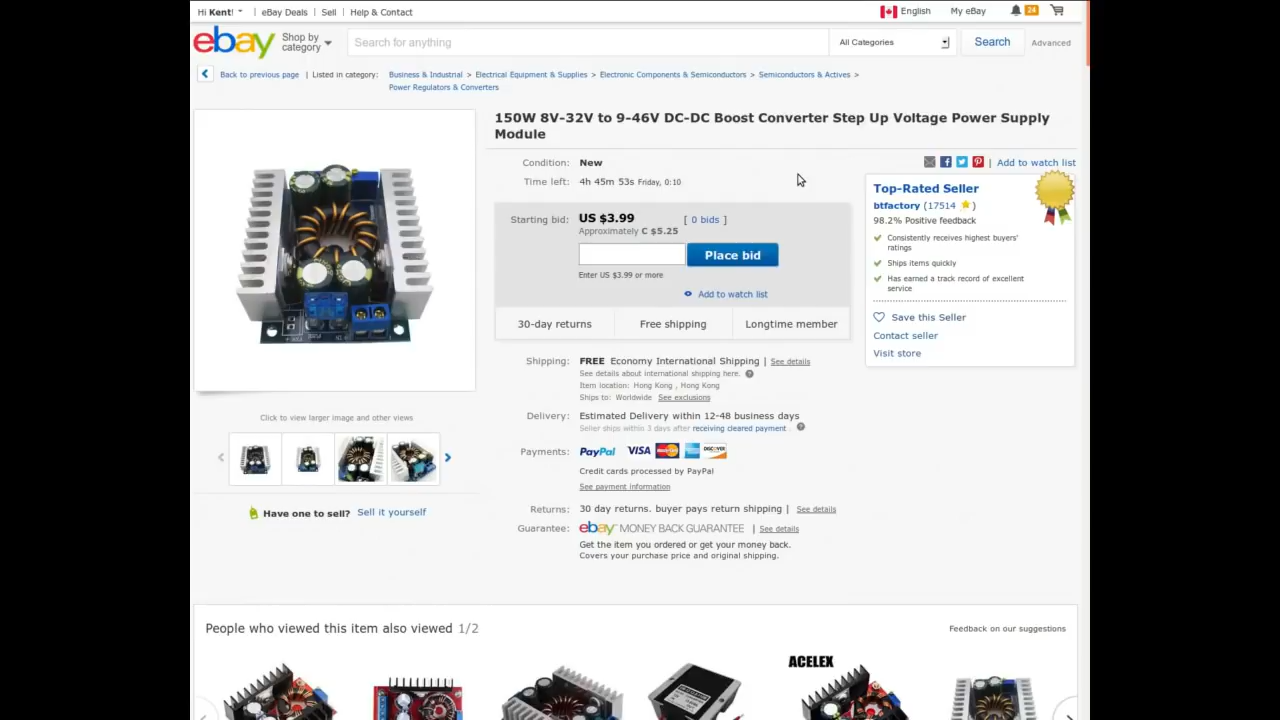 Hi Kent! | eBay Deals | Sell | Help & Contact
English My eBay 24
ebay Shop by category Search for anything All Categories Search Advanced
Back to previous page | Listed in category: Business & Industrial > Electrical Equipment & Supplies > Electronic Components & Semiconductors > Semiconductors & Actives >
Power Regulators & Converters
150W 8V-32V to 9-46V DC-DC Boost Converter Step Up Voltage Power Supply
Module
Condition: New
| Add to watch list
Time left: 4h 45m 53s Friday, 0:10
Starting bid: US $3.99 [ 0 bids ]
Approximately C $5.25
Place bid
Enter US $3.99 or more
Add to watch list
30-day returns Free shipping Longtime member
Top-Rated Seller
btfactory (17514 )
98.2% Positive feedback
Consistently receives highest buyers'
ratings
Ships items quickly
Has earned a track record of excellent
service
Save this Seller
Contact seller
Visit store
Shipping: FREE Economy International Shipping | See details
See details about international shipping here.
Item location: Hong Kong , Hong Kong
Ships to: Worldwide See exclusions
Delivery: Estimated Delivery within 12-48 business days
Seller ships within 3 days after receiving cleared payment .
Payments: PayPal VISA MasterCard DISCOVER
Credit cards processed by PayPal
See payment information
Returns: 30 day returns. buyer pays return shipping | See details
Guarantee: ebay MONEY BACK GUARANTEE | See details
Get the item you ordered or get your money back.
Covers your purchase price and original shipping.
Click to view larger image and other views
Have one to sell? Sell it yourself
People who viewed this item also viewed 1/2
Feedback on our suggestions
ACELEX